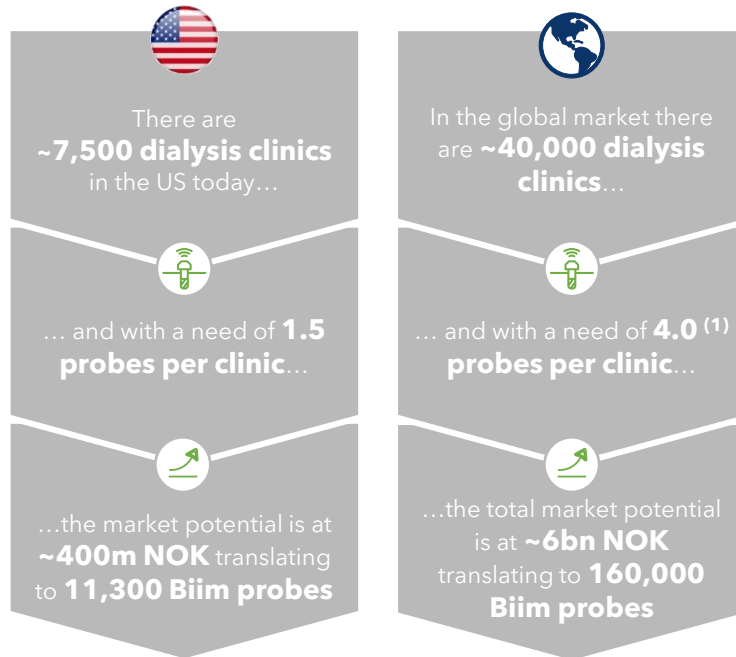 There are
~7,500 dialysis clinics
in the US today…
… and with a need of 1.5
probes per clinic…
…the market potential is at
~400m NOK translating
to 11,300 Biim probes
In the global market there
are ~40,000 dialysis
clinics…
… and with a need of 4.0 (1)
probes per clinic…
…the total market potential
is at ~6bn NOK
translating to 160,000
Biim probes